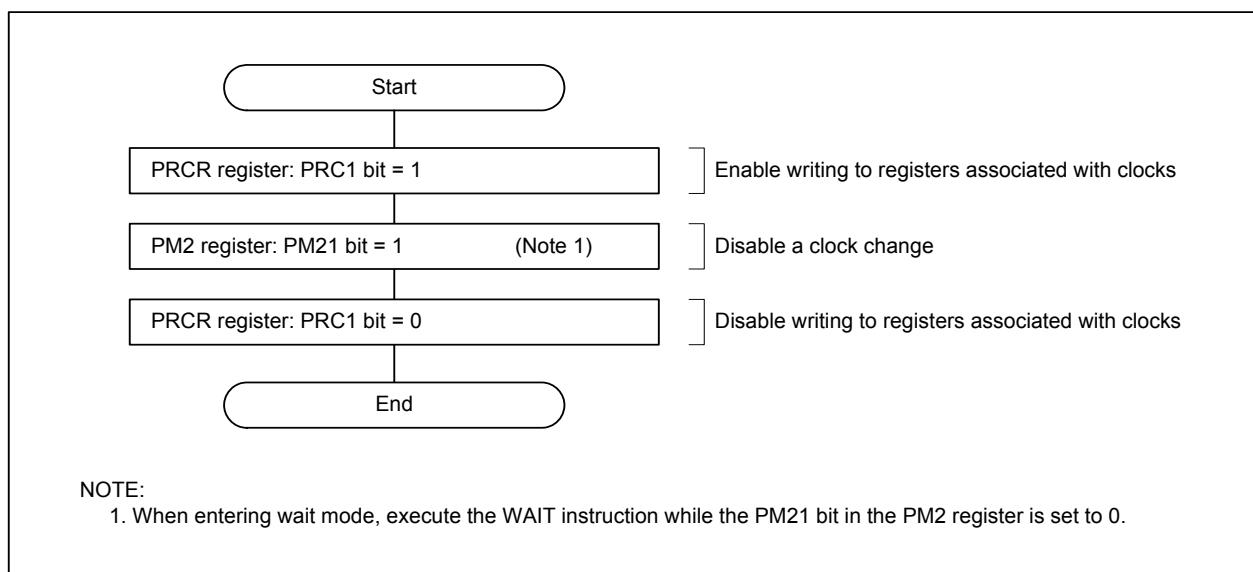 Start
PRCR register: PRC1 bit = 1
Enable writing to registers associated with clocks
PM2 register: PM21 bit = 1 (Note 1)
Disable a clock change
PRCR register: PRC1 bit = 0
Disable writing to registers associated with clocks
End
NOTE:
1. When entering wait mode, execute the WAIT instruction while the PM21 bit in the PM2 register is set to 0.